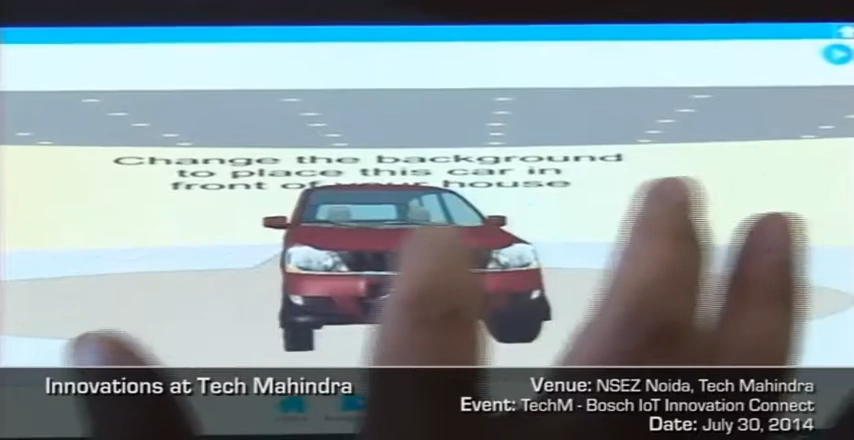 Change the background
to place this car in
front of your house
Innovations at Tech Mahindra
Venue: NSEZ Noida, Tech Mahindra
Event: TechM - Bosch IoT Innovation Connect
Date: July 30, 2014